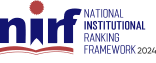 nirf
NATIONAL
INSTITUTIONAL
RANKING
FRAMEWORK 2024